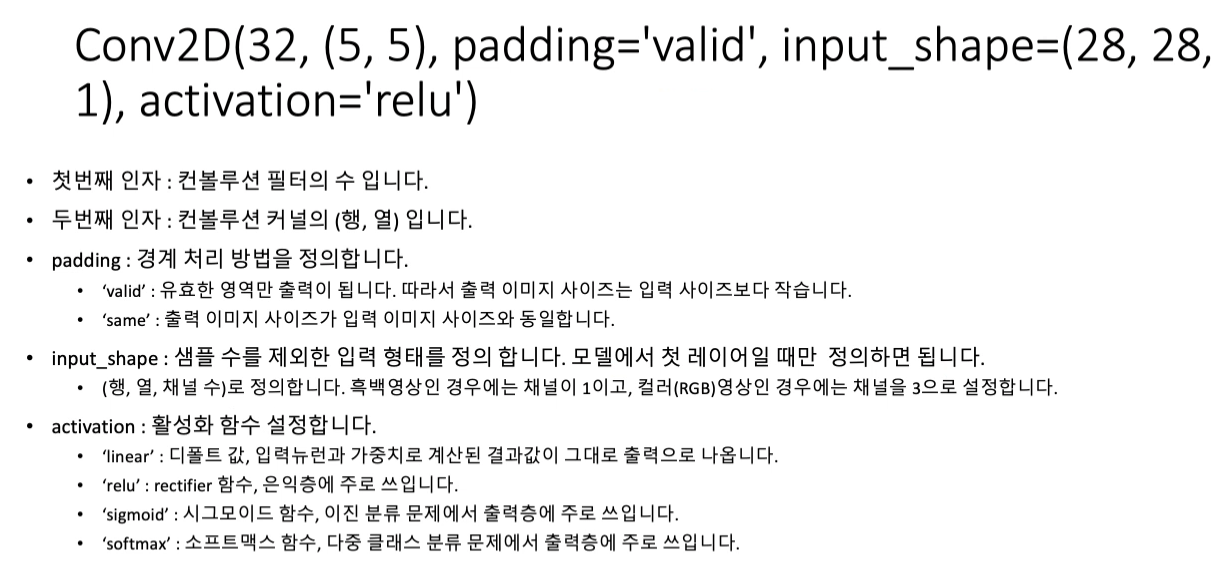 Conv2D(32, (5, 5), padding='valid', input_shape=(28, 28,
1), activation='relu')
• 첫번째 인자 : 컨볼루션 필터의 수 입니다.
• 두번째 인자 : 컨볼루션 커널의 (행, 열) 입니다.
• padding : 경계 처리 방법을 정의합니다.
• ‘valid’ : 유효한 영역만 출력이 됩니다. 따라서 출력 이미지 사이즈는 입력 사이즈보다 작습니다.
• ‘same’ : 출력 이미지 사이즈가 입력 이미지 사이즈와 동일합니다.
• input_shape : 샘플 수를 제외한 입력 형태를 정의 합니다. 모델에서 첫 레이어일 때만 정의하면 됩니다.
• (행, 열, 채널 수)로 정의합니다. 흑백영상인 경우에는 채널이 1이고, 컬러(RGB)영상인 경우에는 채널을 3으로 설정합니다.
• activation : 활성화 함수 설정합니다.
• ‘linear’ : 디폴트 값, 입력뉴런과 가중치로 계산된 결과값이 그대로 출력으로 나옵니다.
• ‘relu’ : rectifier 함수, 은익층에 주로 쓰입니다.
• ‘sigmoid’ : 시그모이드 함수, 이진 분류 문제에서 출력층에 주로 쓰입니다.
• ‘softmax’ : 소프트맥스 함수, 다중 클래스 분류 문제에서 출력층에 주로 쓰입니다.